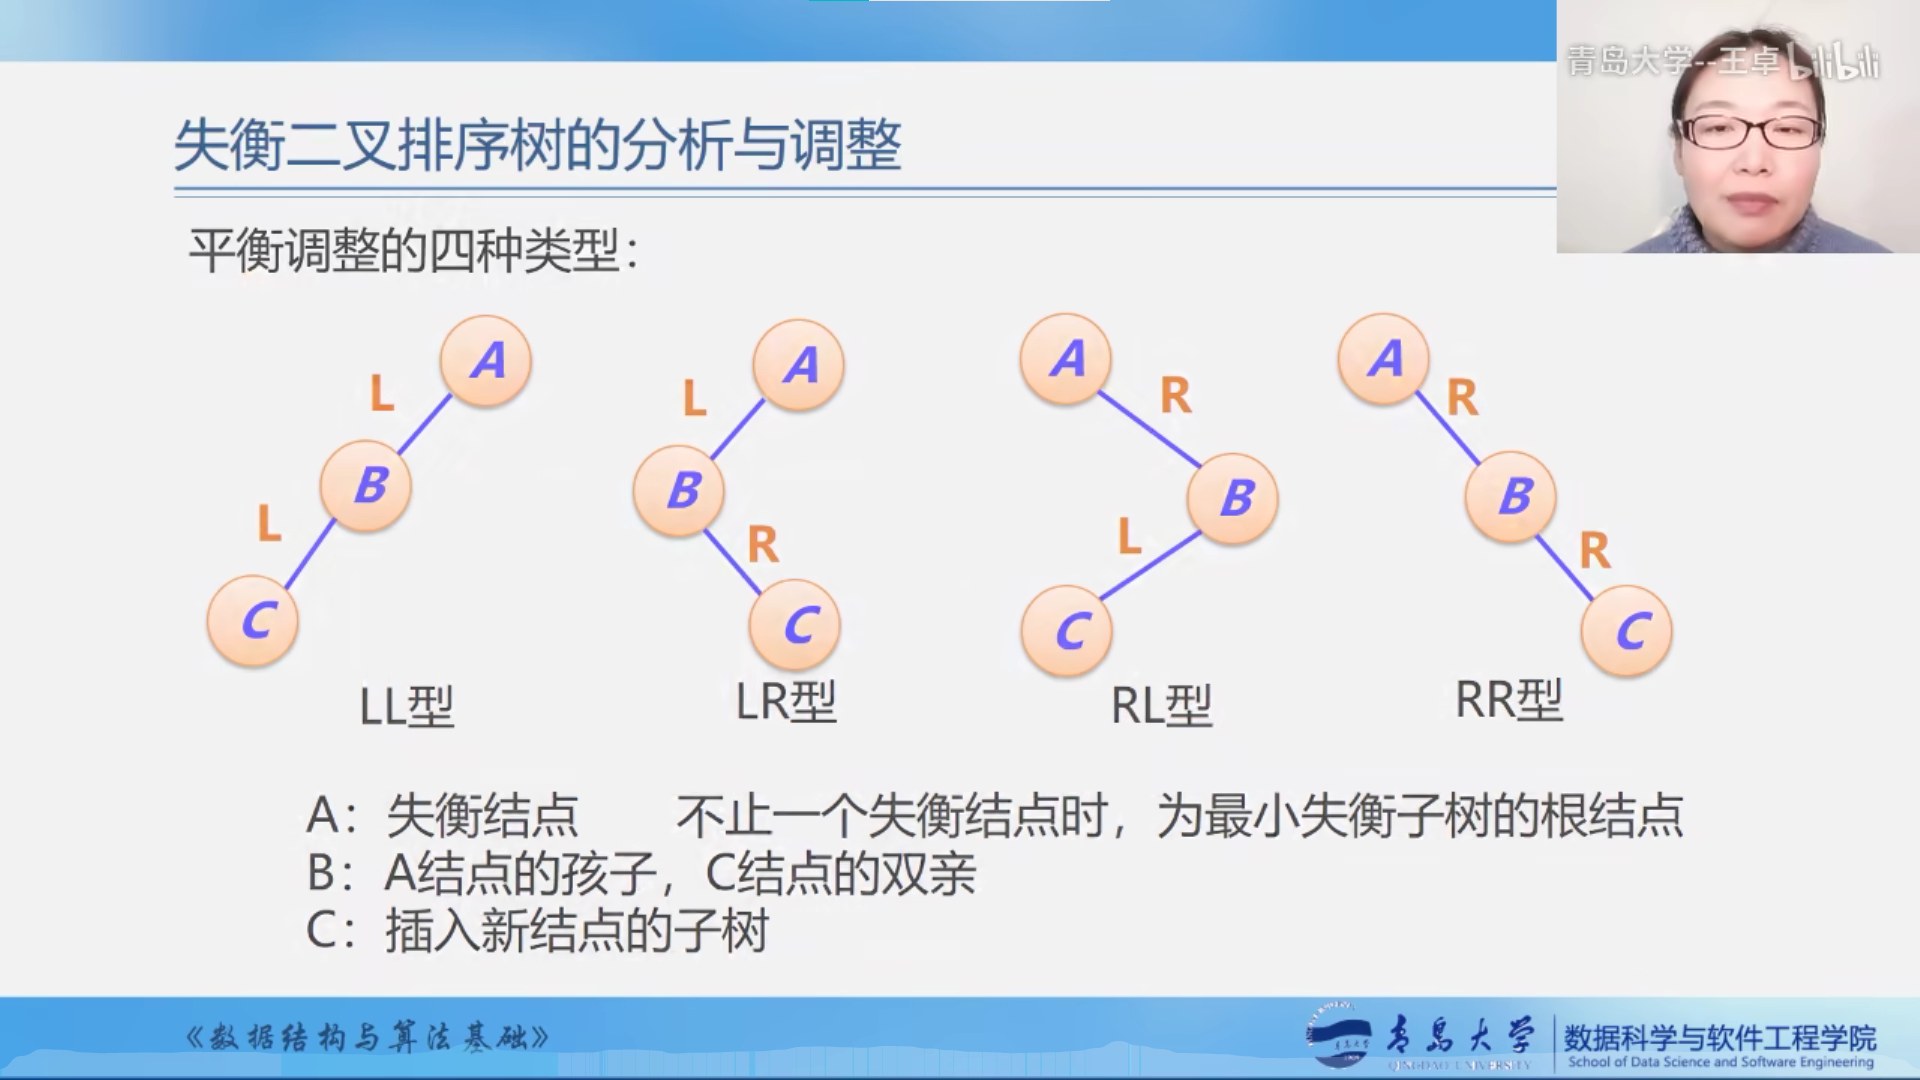 青岛大学--王卓 bilibili
失衡二叉排序树的分析与调整
平衡调整的四种类型：
A
L
B
L
C
LL型
A
L
B
R
C
LR型
A
R
B
L
C
RL型
A
R
B
R
C
RR型
A：失衡结点 不止一个失衡结点时，为最小失衡子树的根结点
B：A结点的孩子，C结点的双亲
C：插入新结点的子树
《数据结构与算法基础》
青岛大学
QINGDAO UNIVERSITY
数据科学与软件工程学院
School of Data Science and Software Engineering